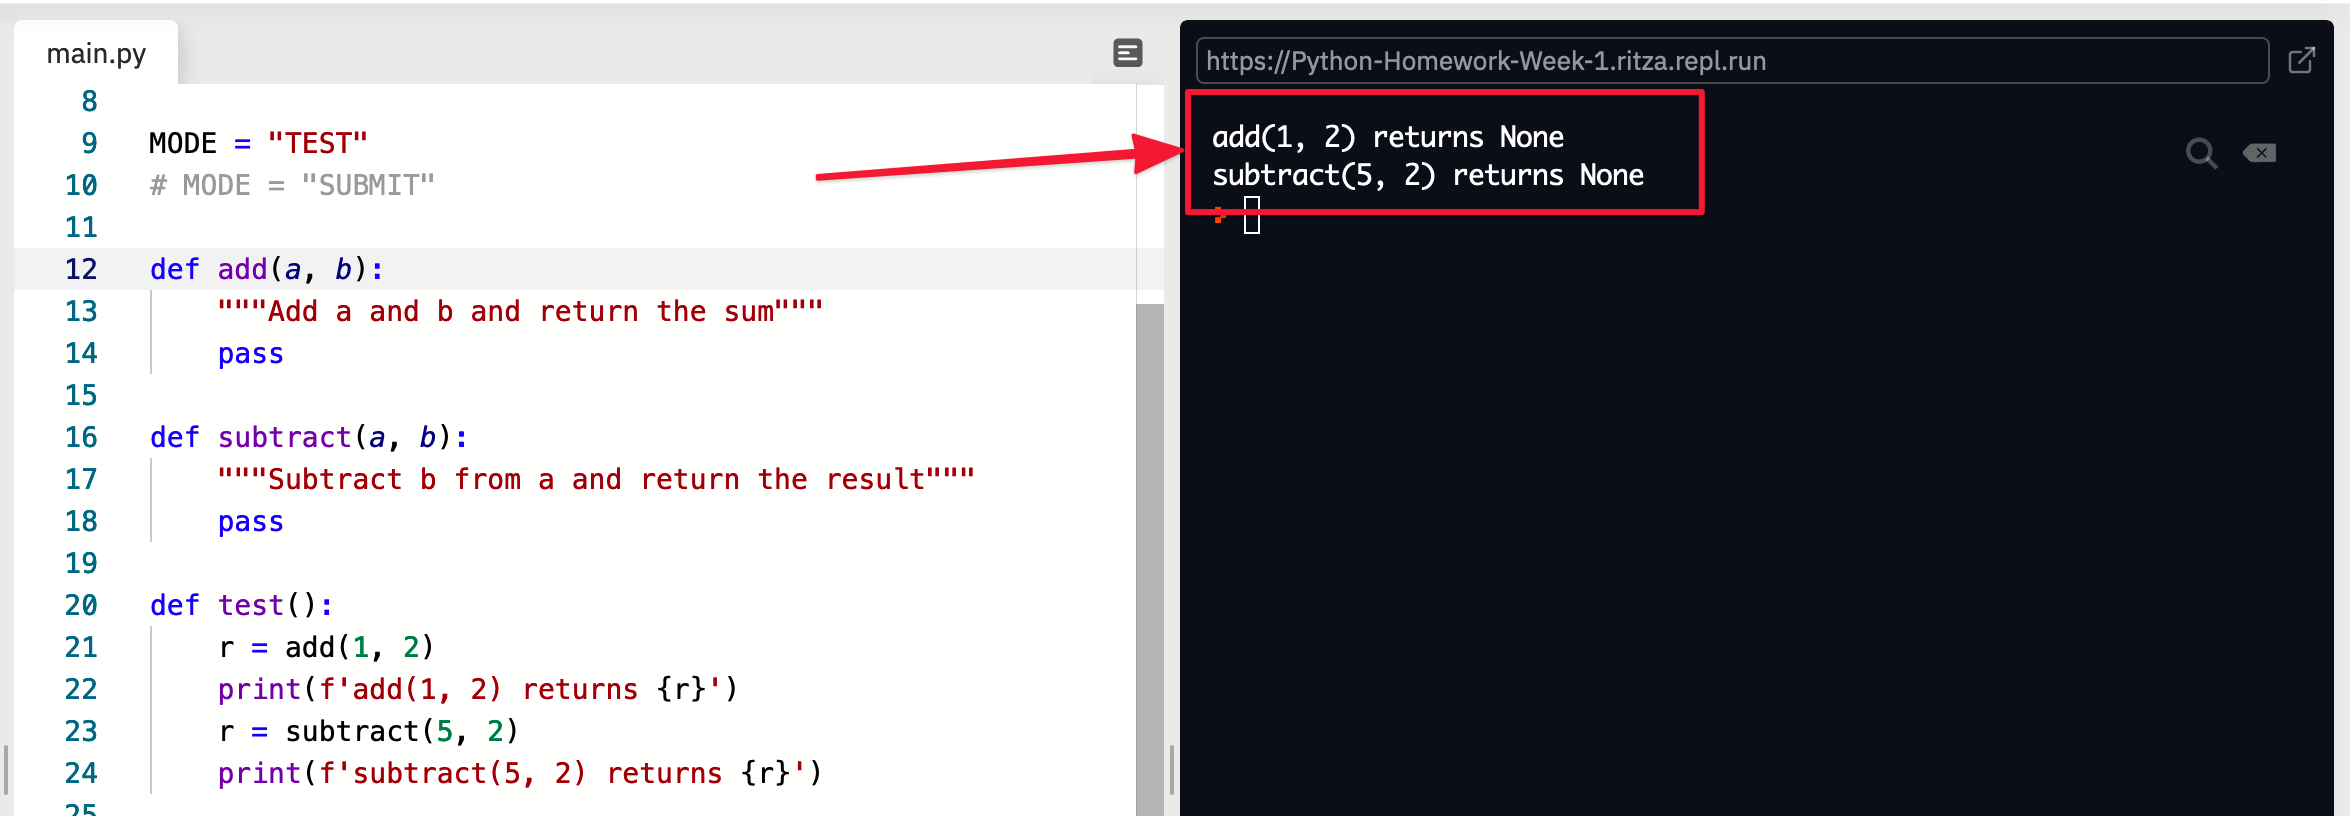 main.py
8
9 MODE = "TEST"
10 # MODE = "SUBMIT"
11
12 def add(a, b):
13 """Add a and b and return the sum"""
14 pass
15
16 def subtract(a, b):
17 """Subtract b from a and return the result"""
18 pass
19
20 def test():
21 r = add(1, 2)
22 print(f'add(1, 2) returns {r}')
23 r = subtract(5, 2)
24 print(f'subtract(5, 2) returns {r}')
25
https://Python-Homework-Week-1.ritza.repl.run
add(1, 2) returns None
subtract(5, 2) returns None